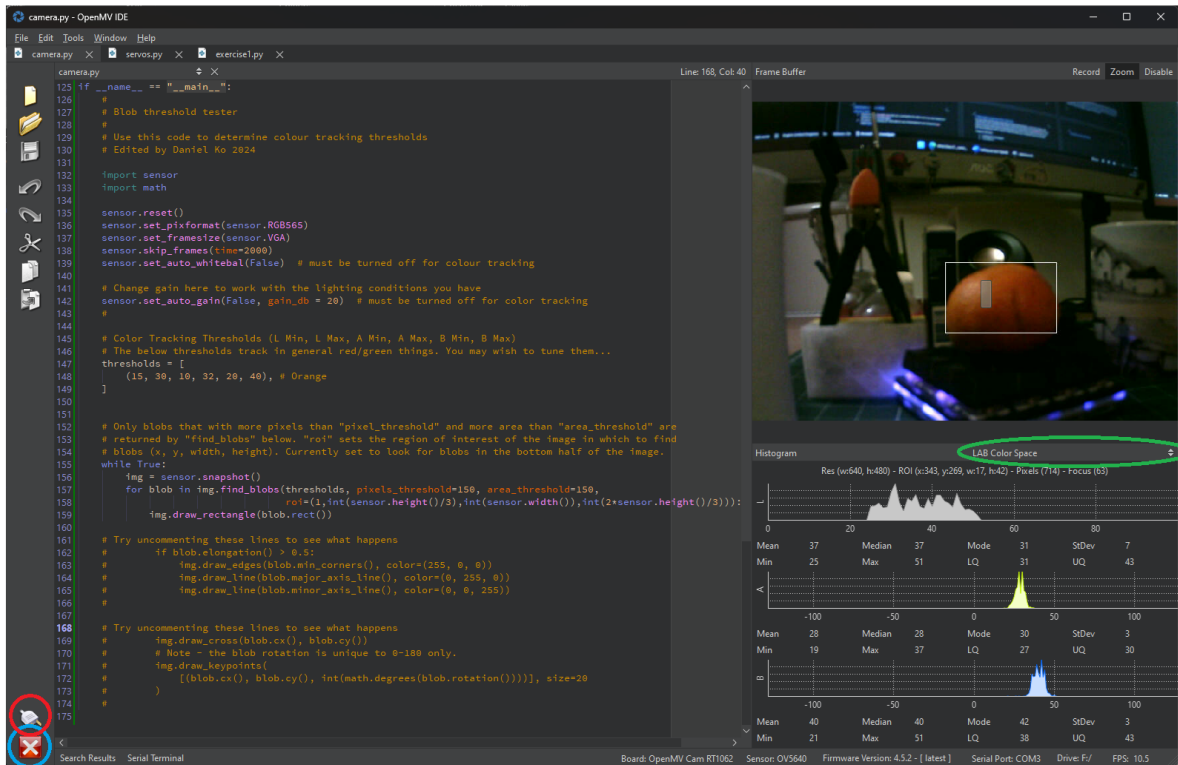 camera.py - OpenMV IDE
File Edit Tools Window Help
camera.py servos.py exercise1.py
camera.py Line: 168, Col: 40 Frame Buffer Record Zoom Disable
125 if __name__ == "__main__":
126 #
127 # Blob threshold tester
128 #
129 # Use this code to determine colour tracking thresholds
130 # Edited by Daniel Ko 2024
131
132 import sensor
133 import math
134
135 sensor.reset()
136 sensor.set_pixformat(sensor.RGB565)
137 sensor.set_framesize(sensor.VGA)
138 sensor.skip_frames(time=2000)
139 sensor.set_auto_whitebal(False) # must be turned off for colour tracking
140
141 # Change gain here to work with the lighting conditions you have
142 sensor.set_auto_gain(False, gain_db = 20) # must be turned off for color tracking
143 #
144
145 # Color Tracking Thresholds (L Min, L Max, A Min, A Max, B Min, B Max)
146 # The below thresholds track in general red/green things. You may wish to tune them...
147 thresholds = [
148 (15, 30, 10, 32, 20, 40), # Orange
149 ]
150
151
152 # Only blobs that with more pixels than "pixel_threshold" and more area than "area_threshold" are
153 # returned by "find_blobs" below. "roi" sets the region of interest of the image in which to find
154 # blobs (x, y, width, height). Currently set to look for blobs in the bottom half of the image.
155 while True:
156 img = sensor.snapshot()
157 for blob in img.find_blobs(thresholds, pixels_threshold=150, area_threshold=150,
158 roi=(1,int(sensor.height()/3),int(sensor.width()),int(2*sensor.height()/3))):
159 img.draw_rectangle(blob.rect())
160
161 # Try uncommenting these lines to see what happens
162 # if blob.elongation() > 0.5:
163 # img.draw_edges(blob.min_corners(), color=(255, 0, 0))
164 # img.draw_line(blob.major_axis_line(), color=(0, 255, 0))
165 # img.draw_line(blob.minor_axis_line(), color=(0, 0, 255))
166 #
167
168 # Try uncommenting these lines to see what happens
169 # img.draw_cross(blob.cx(), blob.cy())
170 # # Note - the blob rotation is unique to 0-180 only.
171 # img.draw_keypoints(
172 # [(blob.cx(), blob.cy(), int(math.degrees(blob.rotation())))], size=20
173 # )
174 #
175
Histogram LAB Color Space
Res (w:640, h:480) - ROI (x:343, y:269, w:17, h:42) - Pixels (714) - Focus (63)
L
0 20 40 60 80
Mean 37 Median 37 Mode 31 StDev 7
Min 25 Max 51 LQ 31 UQ 43
A
-100 -50 0 50 100
Mean 28 Median 28 Mode 30 StDev 3
Min 19 Max 37 LQ 27 UQ 30
B
-100 -50 0 50 100
Mean 40 Median 40 Mode 42 StDev 3
Min 21 Max 51 LQ 38 UQ 43
Search Results Serial Terminal Board: OpenMV Cam RT1062 Sensor: OV5640 Firmware Version: 4.5.2 - [ latest ] Serial Port: COM3 Drive: F:/ FPS: 10.5